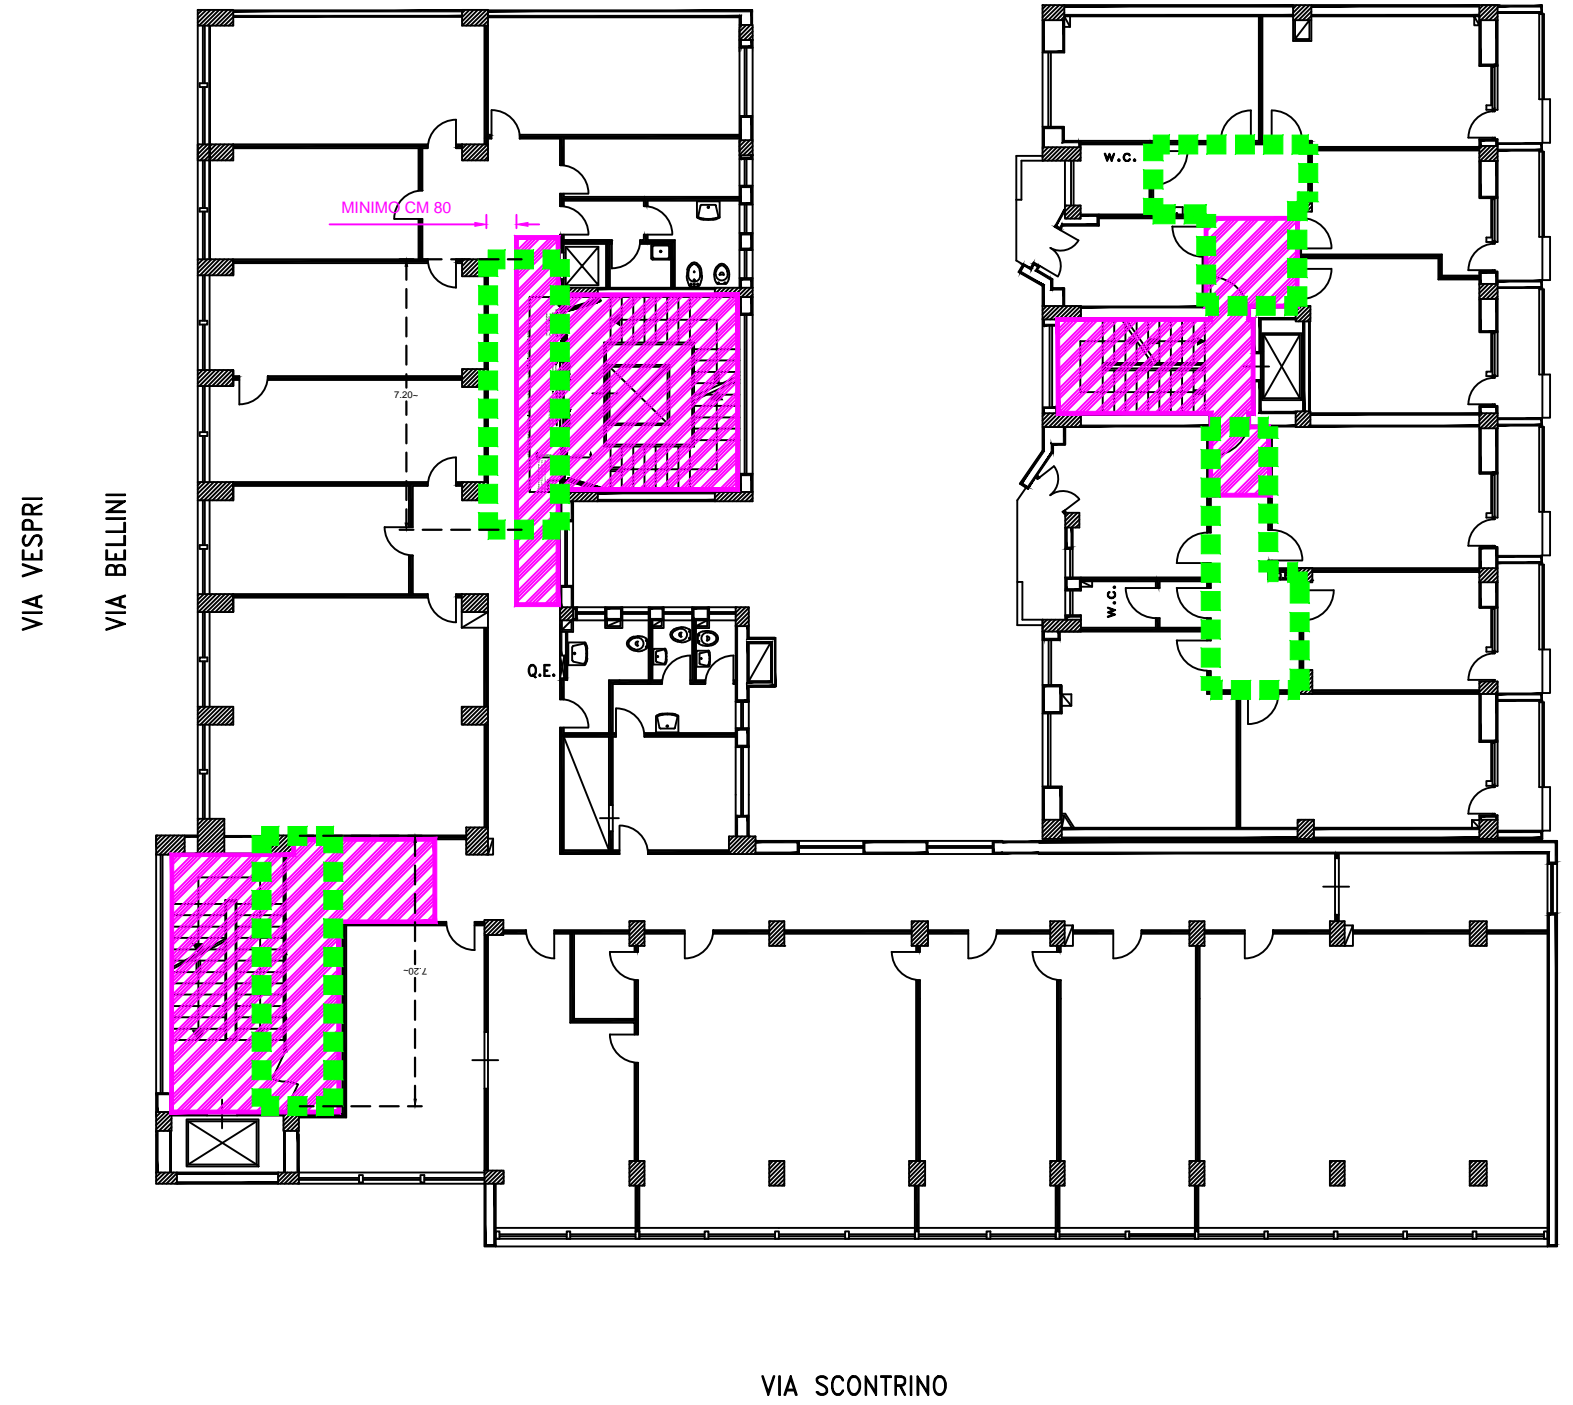 w.c.
MINIMO CM 80
7.20~
VIA VESPRI
VIA BELLINI
w.c.
Q.E.
7.20~
VIA SCONTRINO